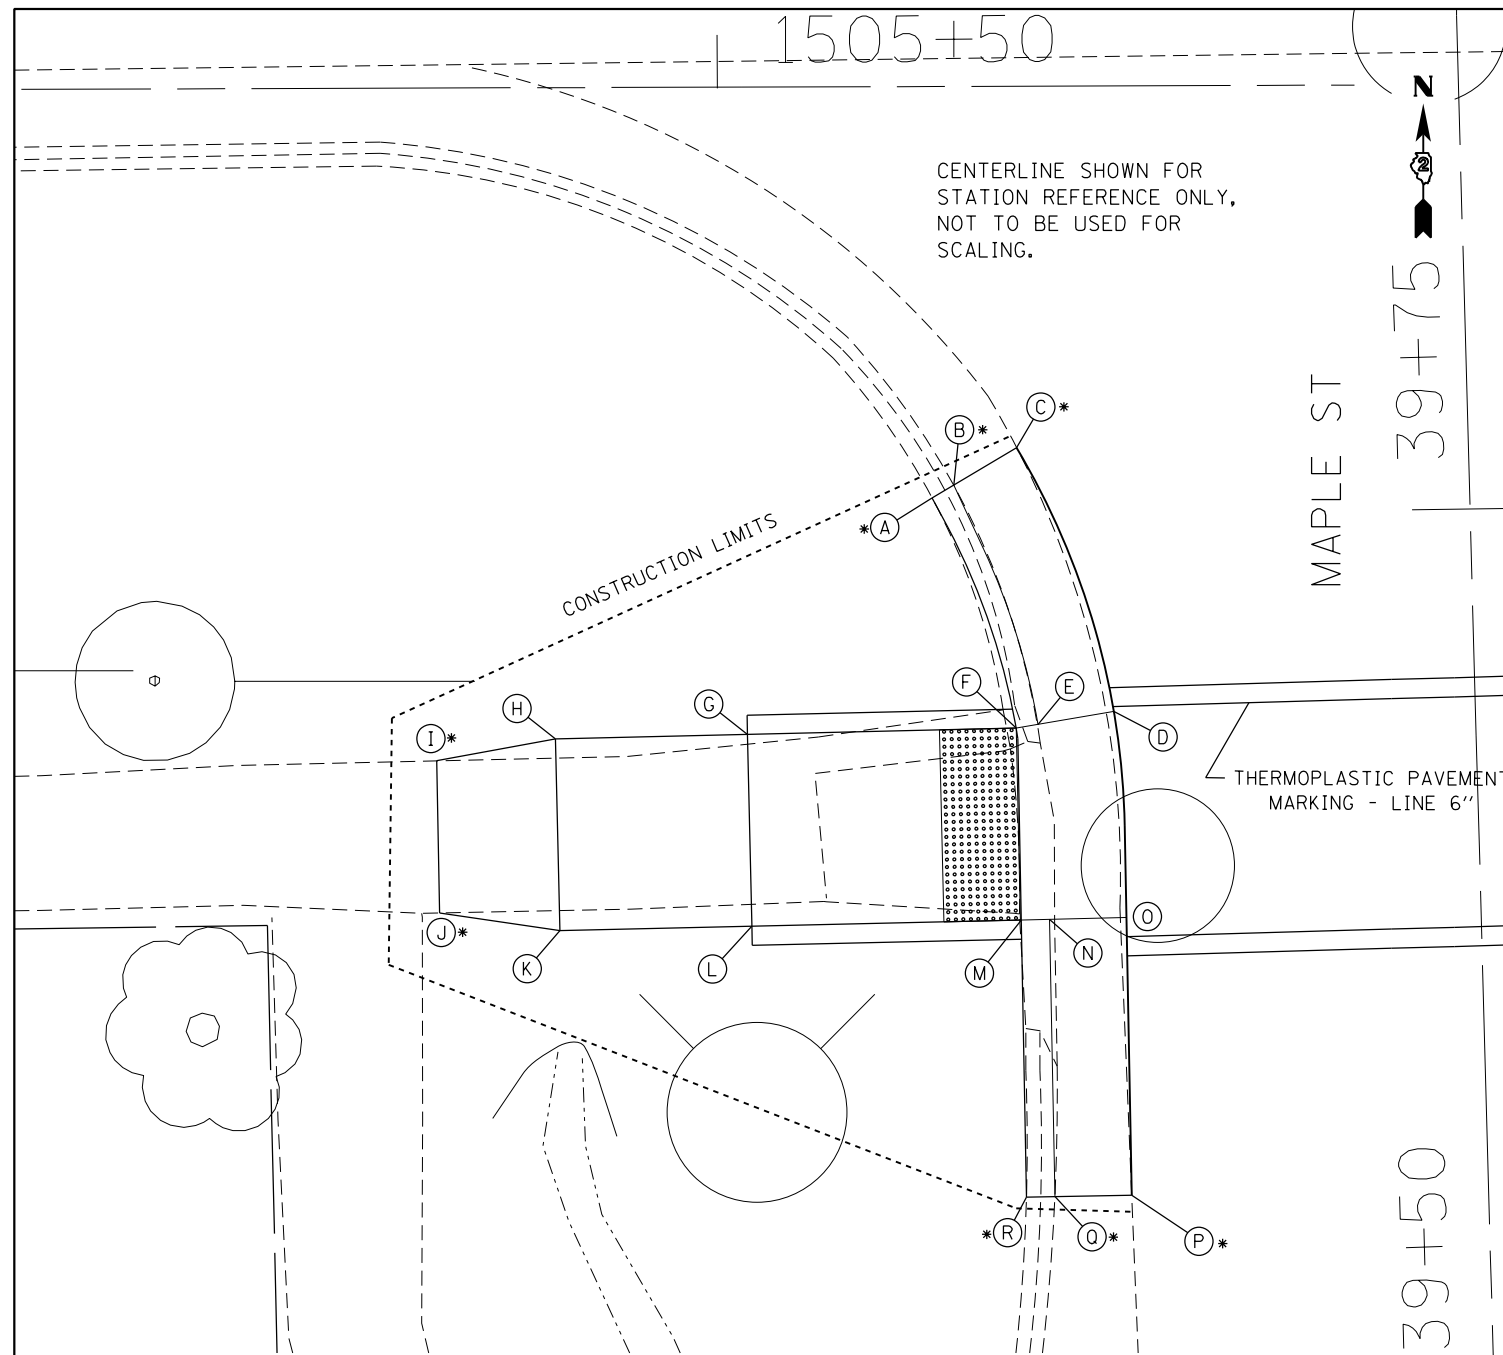 1505+50
N
2
CENTERLINE SHOWN FOR
STATION REFERENCE ONLY,
NOT TO BE USED FOR
SCALING.
39+75
MAPLE ST
C *
B *
* A
CONSTRUCTION LIMITS
F
E
G
H
I *
D
THERMOPLASTIC PAVEMENT
MARKING - LINE 6"
O
J *
K
L
M
N
* R
Q *
P *
39+50